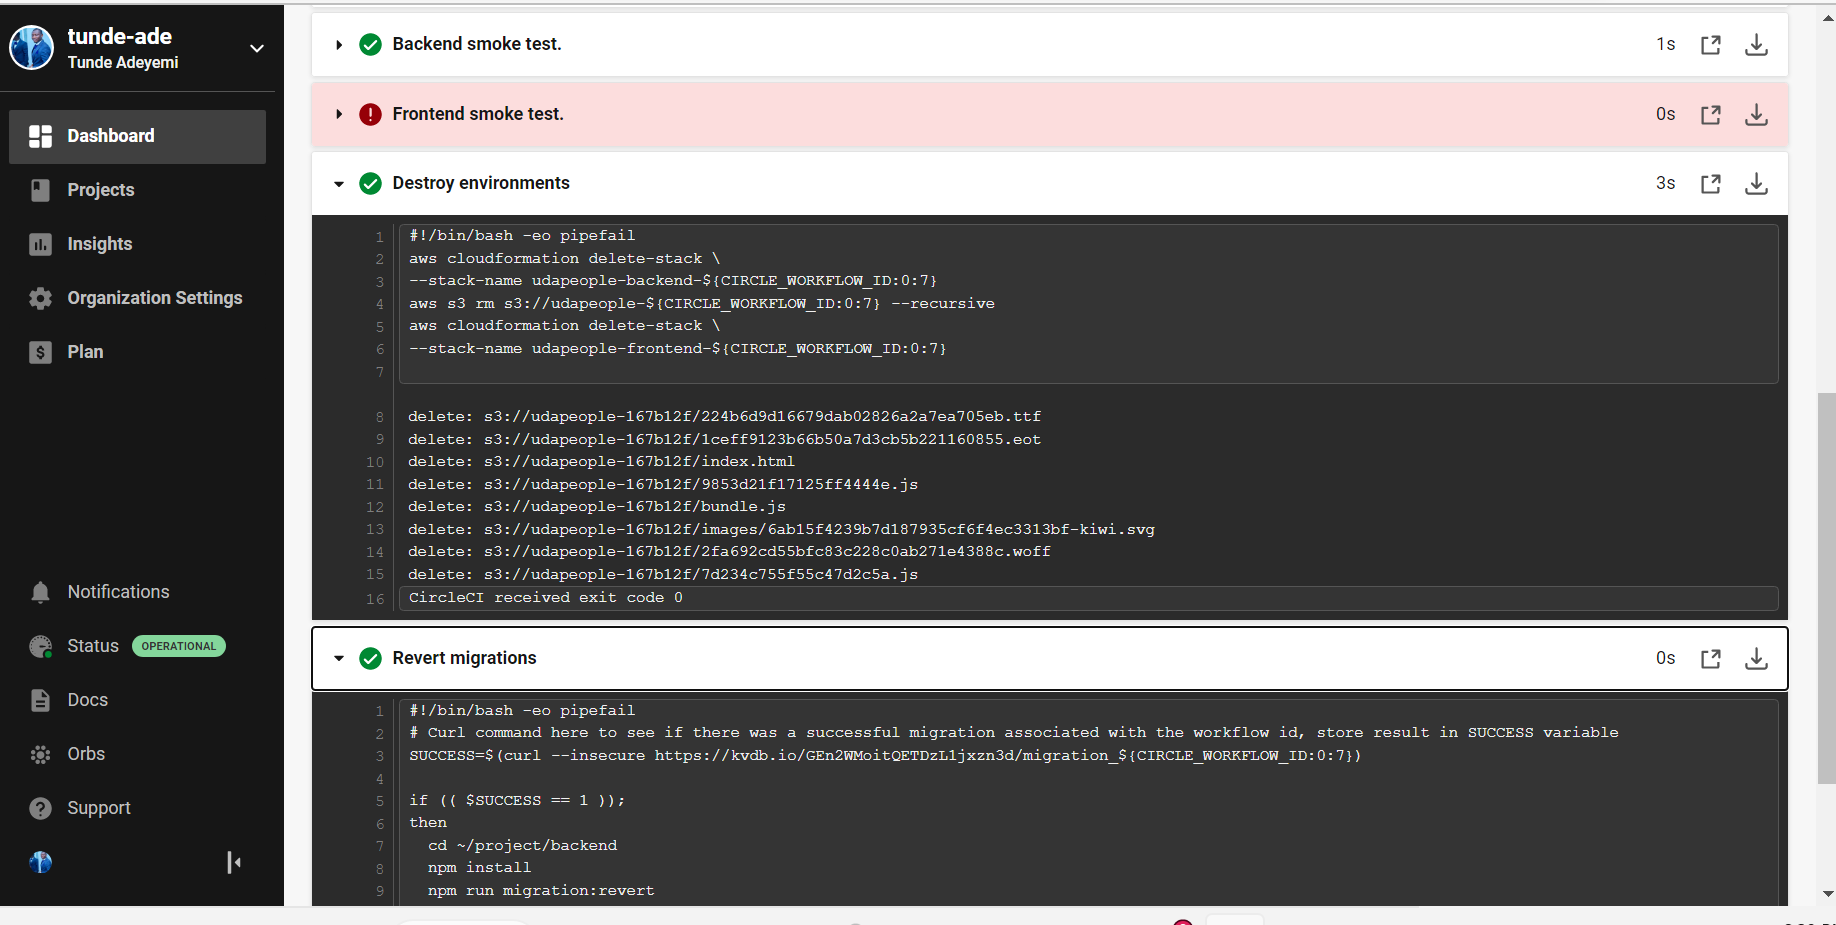 tunde-ade
Tunde Adeyemi
Dashboard
Projects
Insights
Organization Settings
Plan
Notifications
Status OPERATIONAL
Docs
Orbs
Support
Backend smoke test. 1s
Frontend smoke test. 0s
Destroy environments 3s
1 #!/bin/bash -eo pipefail
2 aws cloudformation delete-stack \
3 --stack-name udapeople-backend-${CIRCLE_WORKFLOW_ID:0:7}
4 aws s3 rm s3://udapeople-${CIRCLE_WORKFLOW_ID:0:7} --recursive
5 aws cloudformation delete-stack \
6 --stack-name udapeople-frontend-${CIRCLE_WORKFLOW_ID:0:7}
7
8 delete: s3://udapeople-167b12f/224b6d9d16679dab02826a2a7ea705eb.ttf
9 delete: s3://udapeople-167b12f/1ceff9123b66b50a7d3cb5b221160855.eot
10 delete: s3://udapeople-167b12f/index.html
11 delete: s3://udapeople-167b12f/9853d21f17125ff4444e.js
12 delete: s3://udapeople-167b12f/bundle.js
13 delete: s3://udapeople-167b12f/images/6ab15f4239b7d187935cf6f4ec3313bf-kiwi.svg
14 delete: s3://udapeople-167b12f/2fa692cd55bfc83c228c0ab271e4388c.woff
15 delete: s3://udapeople-167b12f/7d234c755f55c47d2c5a.js
16 CircleCI received exit code 0
Revert migrations 0s
1 #!/bin/bash -eo pipefail
2 # Curl command here to see if there was a successful migration associated with the workflow id, store result in SUCCESS variable
3 SUCCESS=$(curl --insecure https://kvdb.io/GEn2WMoitQETDzL1jxzn3d/migration_${CIRCLE_WORKFLOW_ID:0:7})
4
5 if (( $SUCCESS == 1 ));
6 then
7 cd ~/project/backend
8 npm install
9 npm run migration:revert